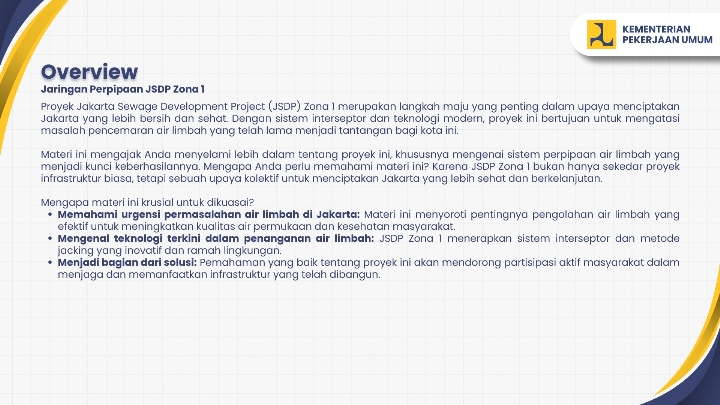 KEMENTERIAN
PEKERJAAN UMUM
Overview
Jaringan Perpipaan JSDP Zona 1
Proyek Jakarta Sewage Development Project (JSDP) Zona 1 merupakan langkah maju yang penting dalam upaya menciptakan
Jakarta yang lebih bersih dan sehat. Dengan sistem interseptor dan teknologi modern, proyek ini bertujuan untuk mengatasi
masalah pencemaran air limbah yang telah lama menjadi tantangan bagi kota ini.
Materi ini mengajak Anda menyelami lebih dalam tentang proyek ini, khususnya mengenai sistem perpipaan air limbah yang
menjadi kunci keberhasilannya. Mengapa Anda perlu memahami materi ini? Karena JSDP Zona 1 bukan hanya sekedar proyek
infrastruktur biasa, tetapi sebuah upaya kolektif untuk menciptakan Jakarta yang lebih sehat dan berkelanjutan.
Mengapa materi ini krusial untuk dikuasai?
• Memahami urgensi permasalahan air limbah di Jakarta: Materi ini menyoroti pentingnya pengolahan air limbah yang
efektif untuk meningkatkan kualitas air permukaan dan kesehatan masyarakat.
• Mengenal teknologi terkini dalam penanganan air limbah: JSDP Zona 1 menerapkan sistem interseptor dan metode
jacking yang inovatif dan ramah lingkungan.
• Menjadi bagian dari solusi: Pemahaman yang baik tentang proyek ini akan mendorong partisipasi aktif masyarakat dalam
menjaga dan memanfaatkan infrastruktur yang telah dibangun.